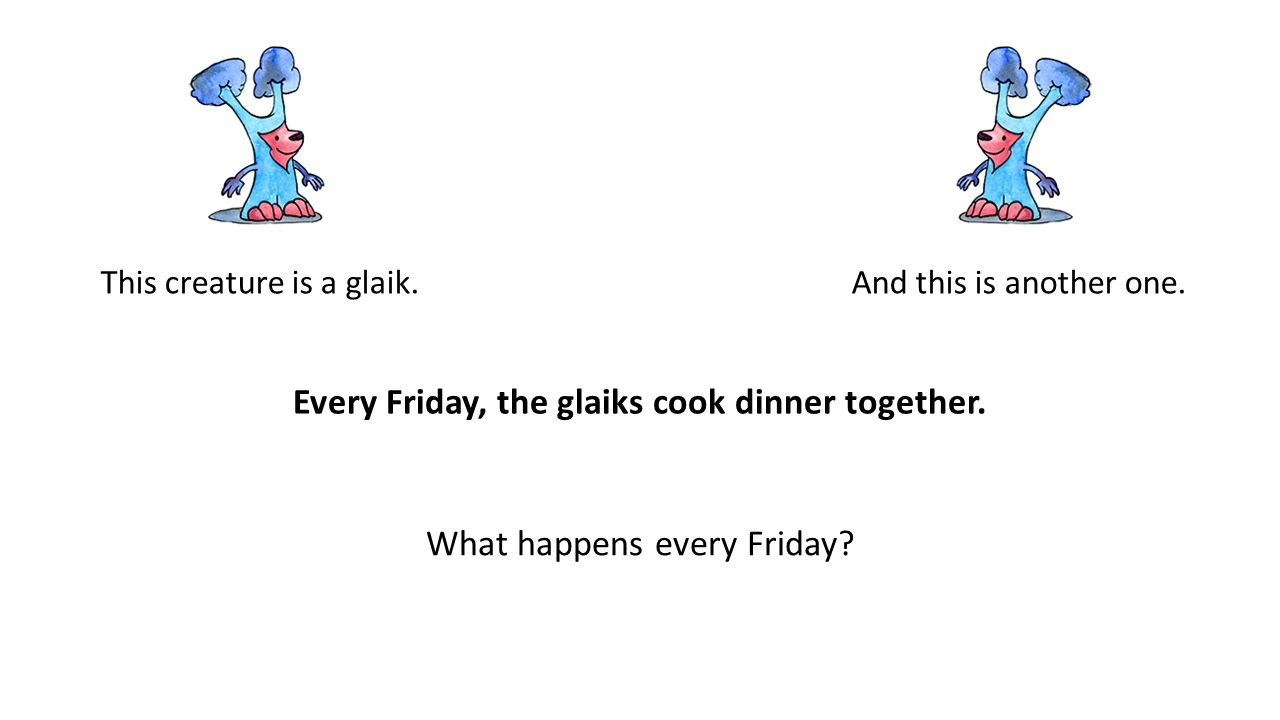 This creature is a glaik.
And this is another one.
Every Friday, the glaiks cook dinner together.
What happens every Friday?